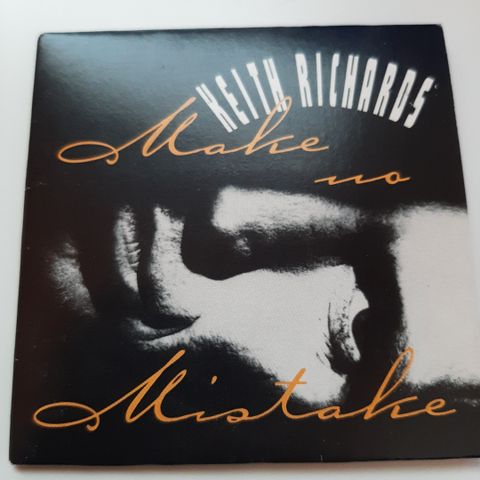 KEITH RICHARDS
Make
no
Mistake